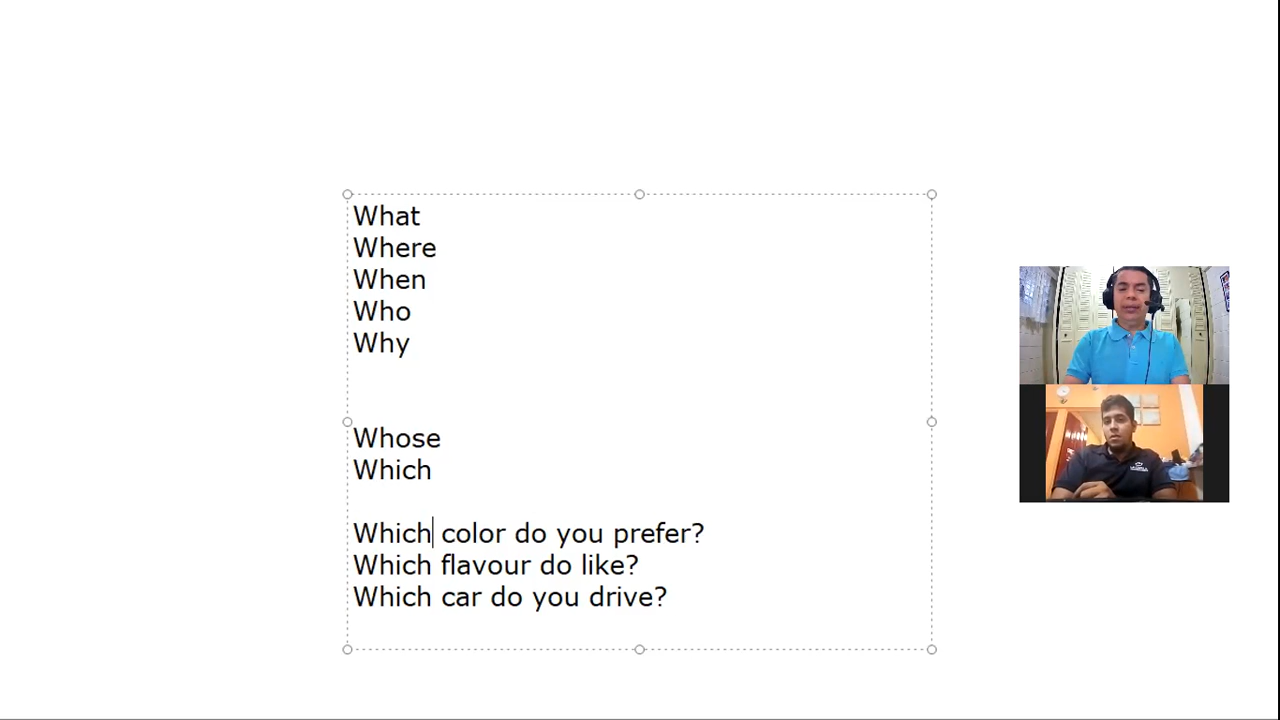 What
Where
When
Who
Why
Whose
Which
Which color do you prefer?
Which flavour do like?
Which car do you drive?